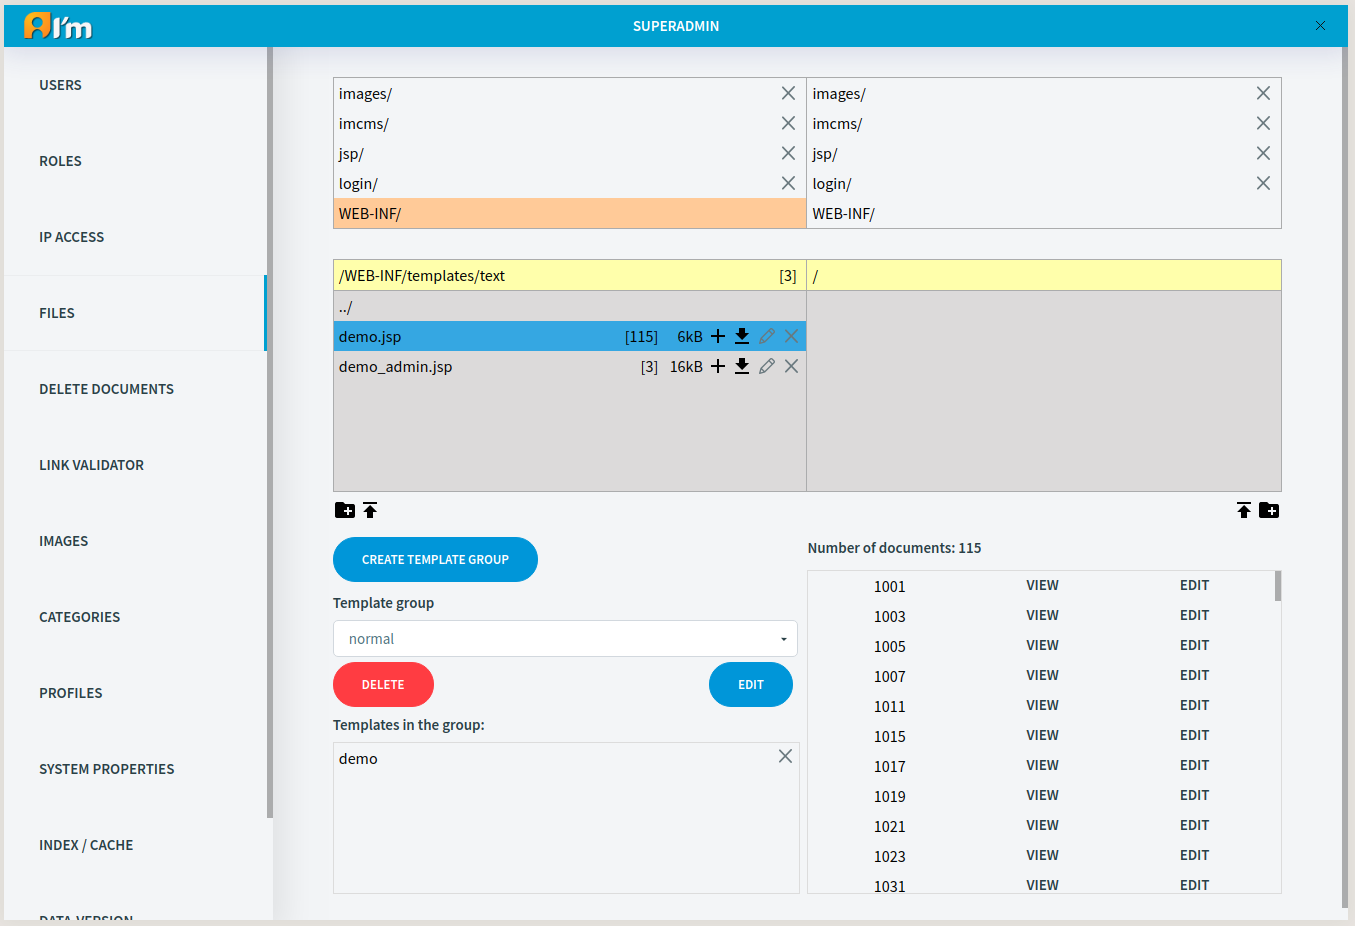 I'm
SUPERADMIN
USERS
ROLES
IP ACCESS
FILES
DELETE DOCUMENTS
LINK VALIDATOR
IMAGES
CATEGORIES
PROFILES
SYSTEM PROPERTIES
INDEX / CACHE
DATA-VERSION
images/
imcms/
jsp/
login/
WEB-INF/
images/
imcms/
jsp/
login/
WEB-INF/
/WEB-INF/templates/text [3]
/
../
demo.jsp [115] 6kB
demo_admin.jsp [3] 16kB
CREATE TEMPLATE GROUP
Template group
normal
DELETE EDIT
Templates in the group:
demo
Number of documents: 115
1001 VIEW EDIT
1003 VIEW EDIT
1005 VIEW EDIT
1007 VIEW EDIT
1011 VIEW EDIT
1015 VIEW EDIT
1017 VIEW EDIT
1019 VIEW EDIT
1021 VIEW EDIT
1023 VIEW EDIT
1031 VIEW EDIT